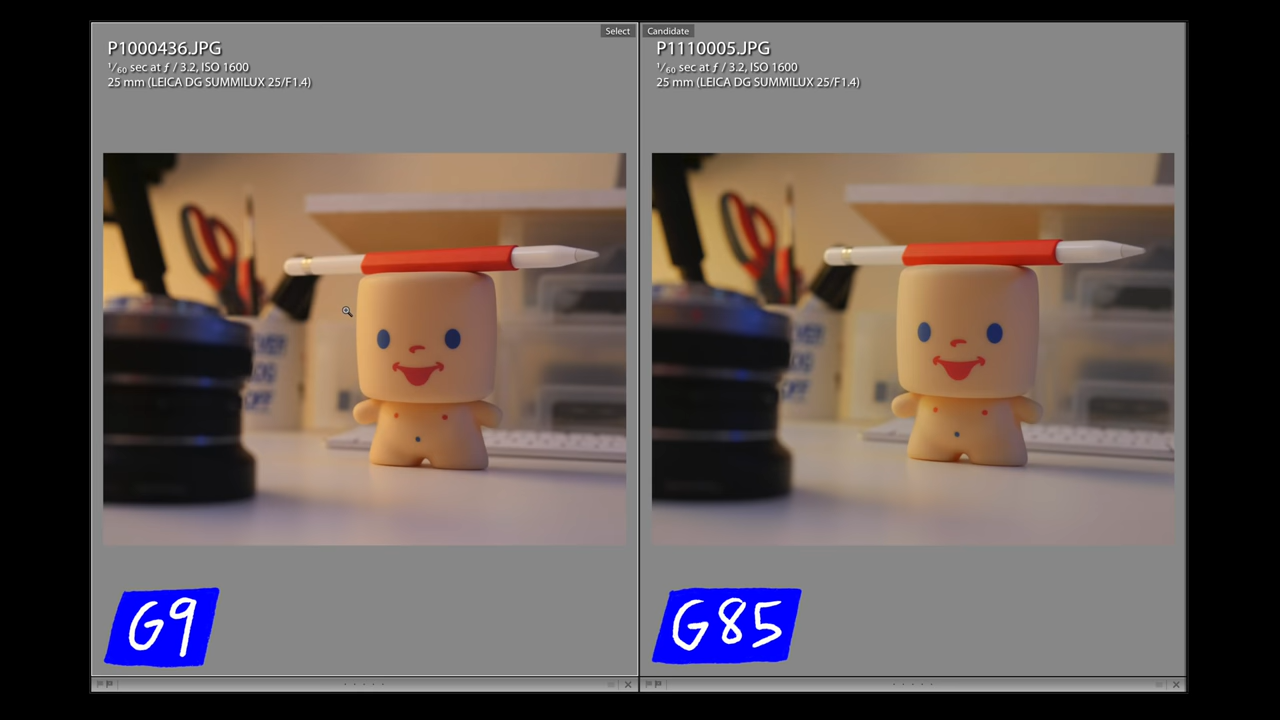 Select
P1000436.JPG
1/60 sec at ƒ / 3.2, ISO 1600
25 mm (LEICA DG SUMMILUX 25/F1.4)
G9
Candidate
P1110005.JPG
1/60 sec at ƒ / 3.2, ISO 1600
25 mm (LEICA DG SUMMILUX 25/F1.4)
G85